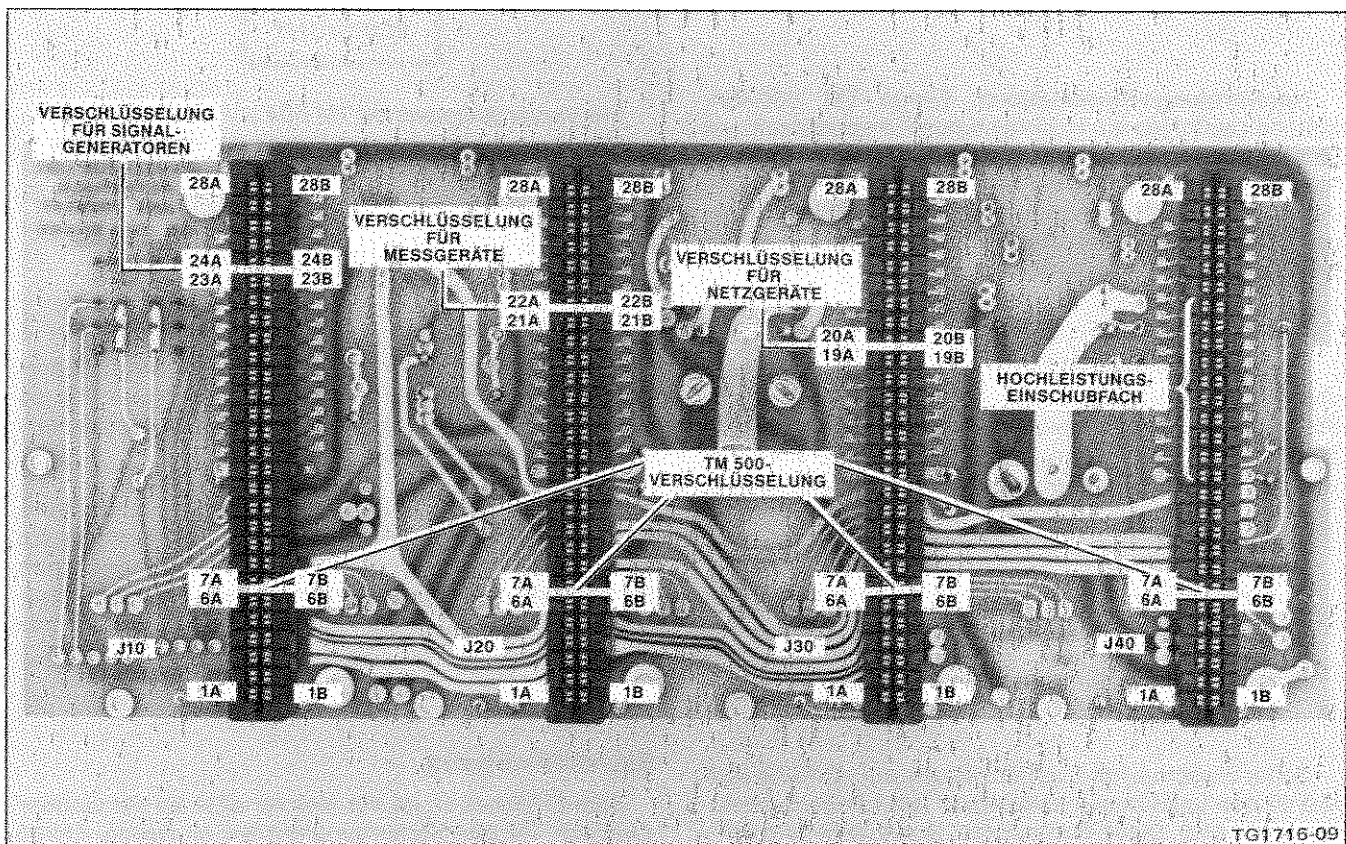 VERSCHLÜSSELUNG
FÜR SIGNAL-
GENERATOREN
28A 28B 28A 28B 28A 28B 28A 28B
VERSCHLÜSSELUNG
FÜR
MESSGERÄTE
24A 24B
23A 23B
VERSCHLÜSSELUNG
FÜR
NETZGERÄTE
22A 22B
21A 21B
20A 20B
19A 19B
HOCHLEISTUNGS-
EINSCHUBFACH
TM 500-
VERSCHLÜSSELUNG
7A 7B 7A 7B 7A 7B 7A 7B
6A 6B 6A 6B 6A 6B 6A 6B
J10 J20 J30 J40
1A 1B 1A 1B 1A 1B 1A 1B
TG1716-09